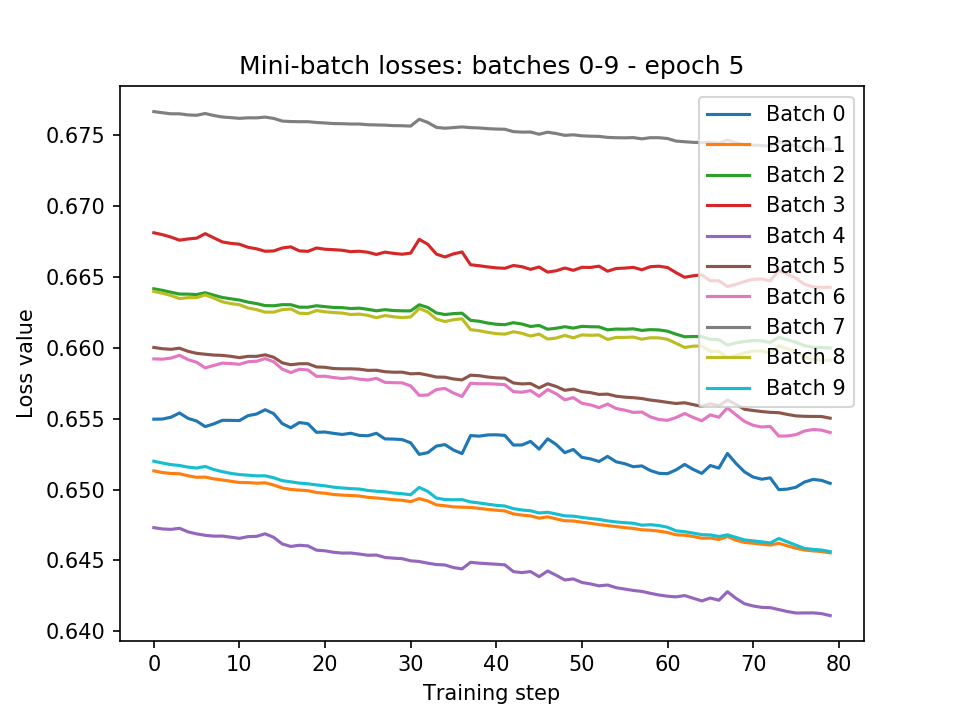 Mini-batch losses: batches 0-9 - epoch 5
Loss value
0.675
0.670
0.665
0.660
0.655
0.650
0.645
0.640
Batch 0
Batch 1
Batch 2
Batch 3
Batch 4
Batch 5
Batch 6
Batch 7
Batch 8
Batch 9
0 10 20 30 40 50 60 70 80
Training step